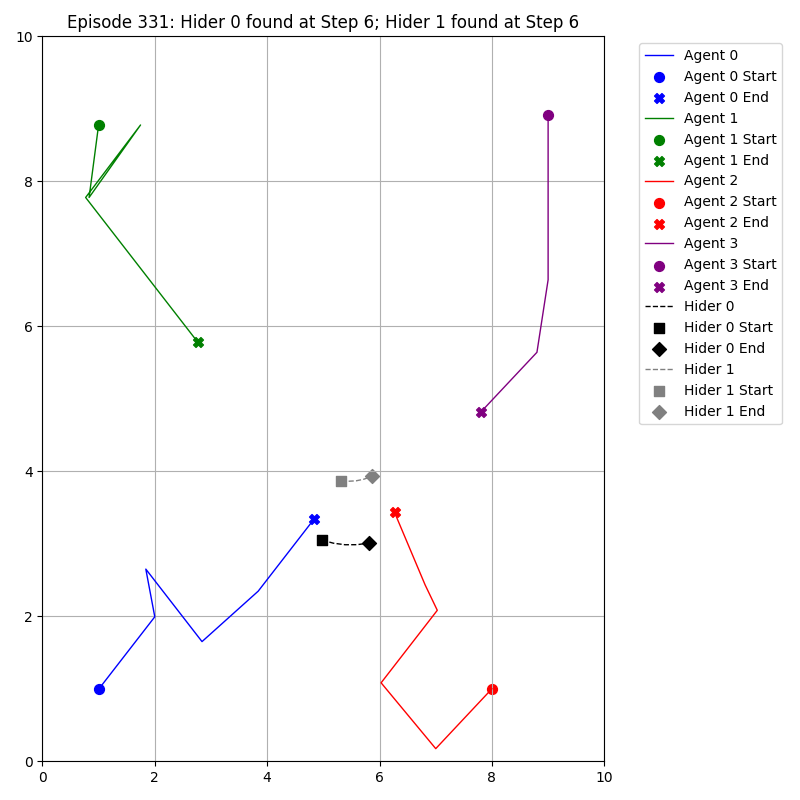 Episode 331: Hider 0 found at Step 6; Hider 1 found at Step 6
10
8
6
4
2
0
0
2
4
6
8
10
Agent 0
Agent 0 Start
Agent 0 End
Agent 1
Agent 1 Start
Agent 1 End
Agent 2
Agent 2 Start
Agent 2 End
Agent 3
Agent 3 Start
Agent 3 End
Hider 0
Hider 0 Start
Hider 0 End
Hider 1
Hider 1 Start
Hider 1 End